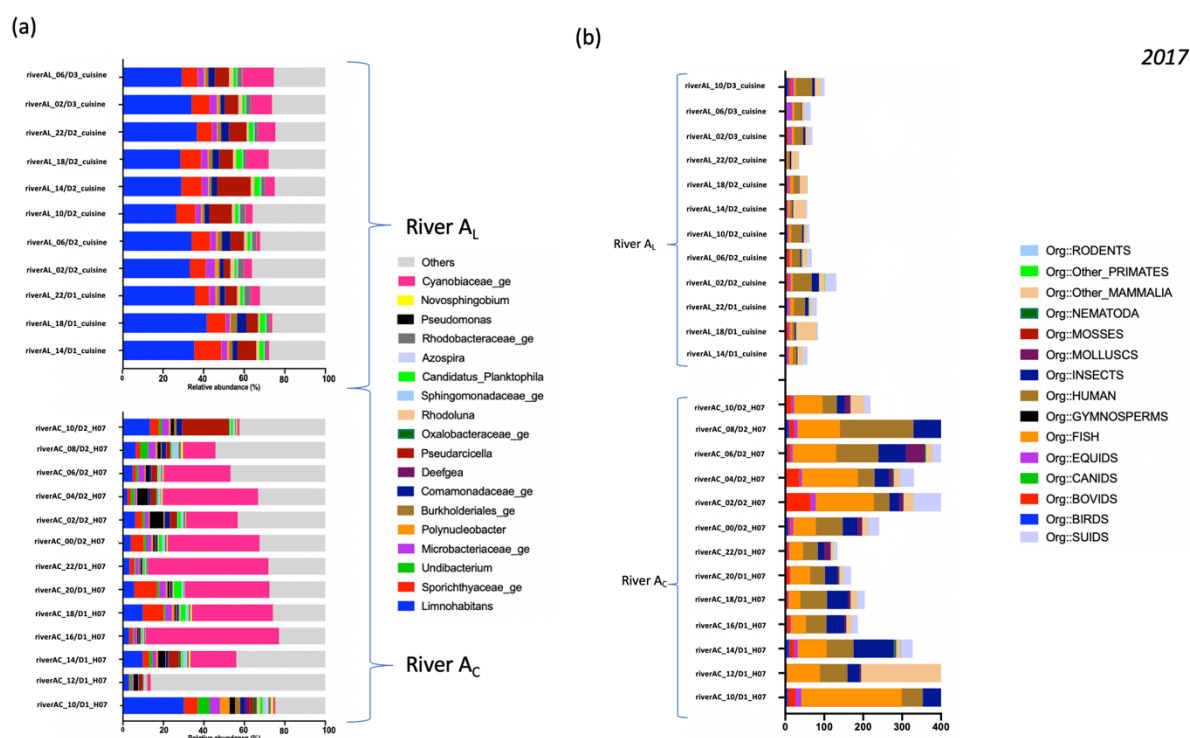 (a)
riverAL_06/D3_cuisine
riverAL_02/D3_cuisine
riverAL_22/D2_cuisine
riverAL_18/D2_cuisine
riverAL_14/D2_cuisine
riverAL_10/D2_cuisine
riverAL_06/D2_cuisine
riverAL_02/D2_cuisine
riverAL_22/D1_cuisine
riverAL_18/D1_cuisine
riverAL_14/D1_cuisine
0 20 40 60 80 100
Relative abundance (%)
riverAC_10/D2_H07
riverAC_08/D2_H07
riverAC_06/D2_H07
riverAC_04/D2_H07
riverAC_02/D2_H07
riverAC_00/D2_H07
riverAC_22/D1_H07
riverAC_20/D1_H07
riverAC_18/D1_H07
riverAC_16/D1_H07
riverAC_14/D1_H07
riverAC_12/D1_H07
riverAC_10/D1_H07
0 20 40 60 80 100
Relative abundance (%)
River AL
Others
Cyanobiaceae_ge
Novosphingobium
Pseudomonas
Rhodobacteraceae_ge
Azospira
Candidatus_Planktophila
Sphingomonadaceae_ge
Rhodoluna
Oxalobacteraceae_ge
Pseudarcicella
Deefgea
Comamonadaceae_ge
Burkholderiales_ge
Polynucleobacter
Microbacteriaceae_ge
Undibacterium
Sporichthyaceae_ge
Limnohabitans
River AC
(b)
2017
riverAL_10/D3_cuisine
riverAL_06/D3_cuisine
riverAL_02/D3_cuisine
riverAL_22/D2_cuisine
riverAL_18/D2_cuisine
riverAL_14/D2_cuisine
riverAL_10/D2_cuisine
riverAL_06/D2_cuisine
riverAL_02/D2_cuisine
riverAL_22/D1_cuisine
riverAL_18/D1_cuisine
riverAL_14/D1_cuisine
River AL
riverAC_10/D2_H07
riverAC_08/D2_H07
riverAC_06/D2_H07
riverAC_04/D2_H07
riverAC_02/D2_H07
riverAC_00/D2_H07
riverAC_22/D1_H07
riverAC_20/D1_H07
riverAC_18/D1_H07
riverAC_16/D1_H07
riverAC_14/D1_H07
riverAC_12/D1_H07
riverAC_10/D1_H07
River AC
0 100 200 300 400
Org::RODENTS
Org::Other_PRIMATES
Org::Other_MAMMALIA
Org::NEMATODA
Org::MOSSES
Org::MOLLUSCS
Org::INSECTS
Org::HUMAN
Org::GYMNOSPERMS
Org::FISH
Org::EQUIDS
Org::CANIDS
Org::BOVIDS
Org::BIRDS
Org::SUIDS